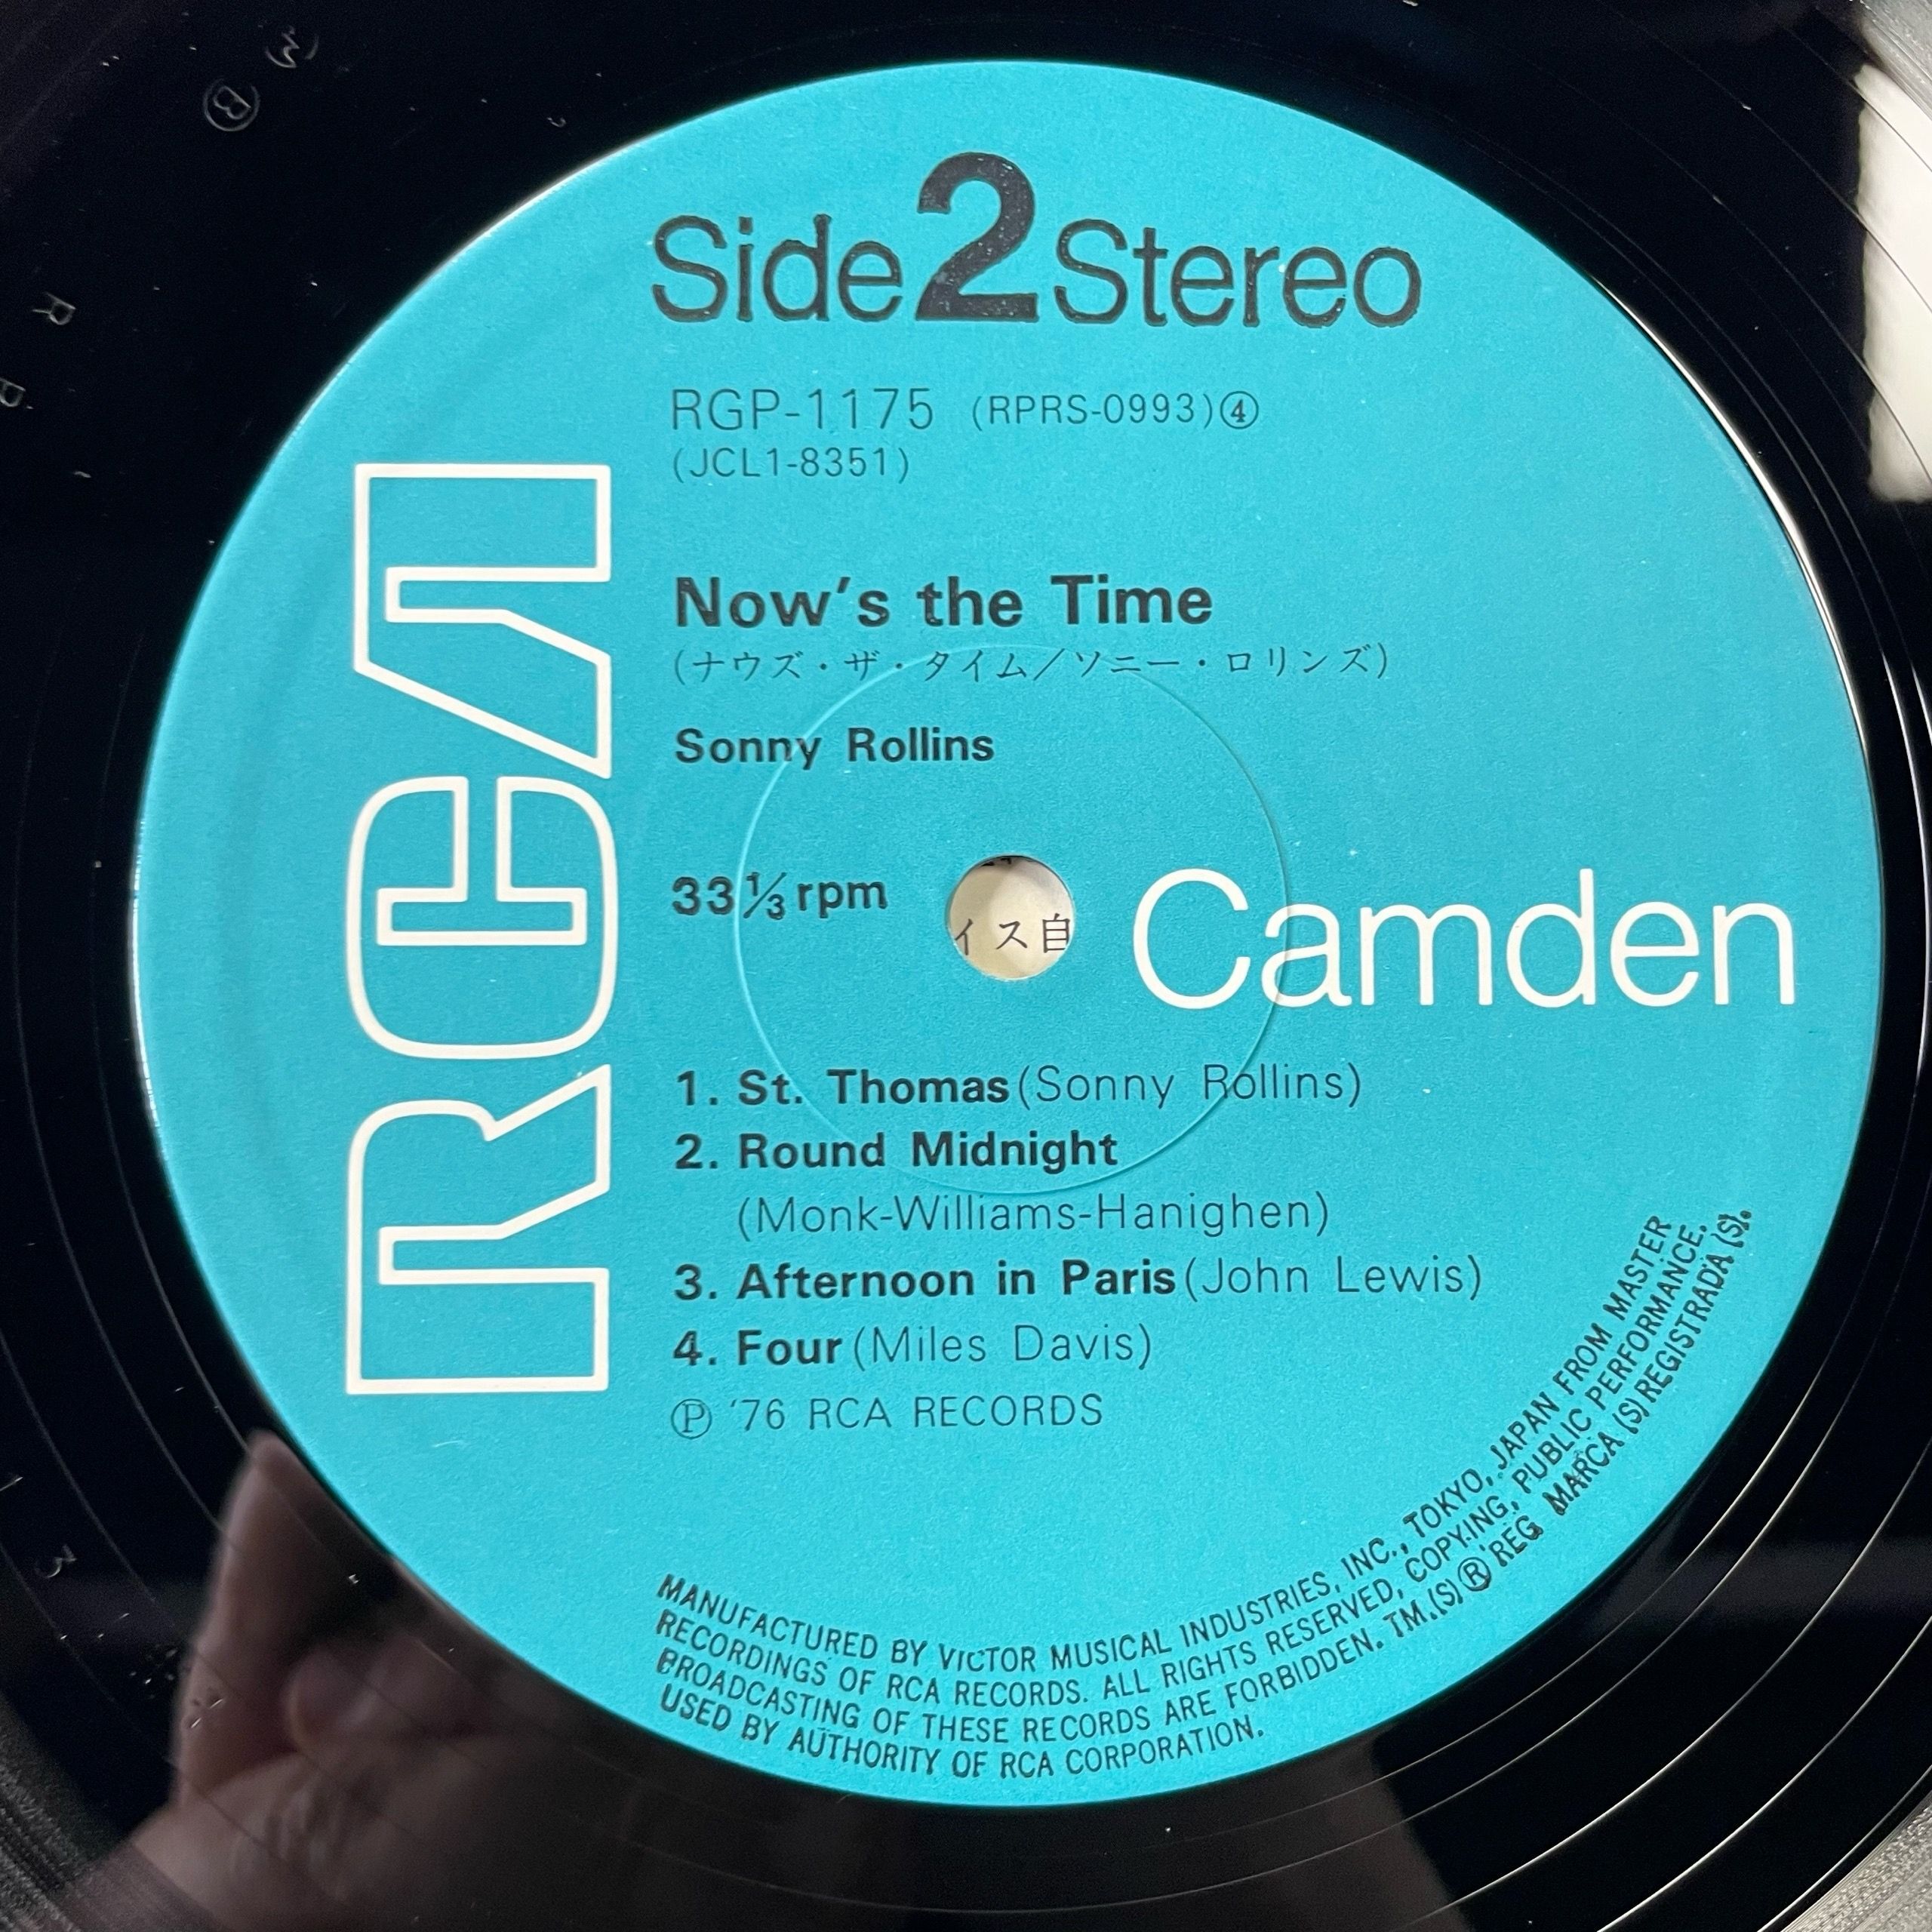 Side 2 Stereo
RGP-1175 (RPRS-0993)④
(JCL1-8351)
Now's the Time
(ナウズ・ザ・タイム/ソニー・ロリンズ)
Sonny Rollins
33⅓ rpm
イス自
RCA
Camden
1. St. Thomas (Sonny Rollins)
2. Round Midnight
(Monk-Williams-Hanighen)
3. Afternoon in Paris (John Lewis)
4. Four (Miles Davis)
Ⓟ '76 RCA RECORDS
MANUFACTURED BY VICTOR MUSICAL INDUSTRIES, INC., TOKYO, JAPAN FROM MASTER
RECORDINGS OF RCA RECORDS. ALL RIGHTS RESERVED, COPYING, PUBLIC PERFORMANCE,
BROADCASTING OF THESE RECORDS ARE FORBIDDEN. TM.(S) ® REG MARCA (S) REGISTRADA (S).
USED BY AUTHORITY OF RCA CORPORATION.
Ⓑ
R
3